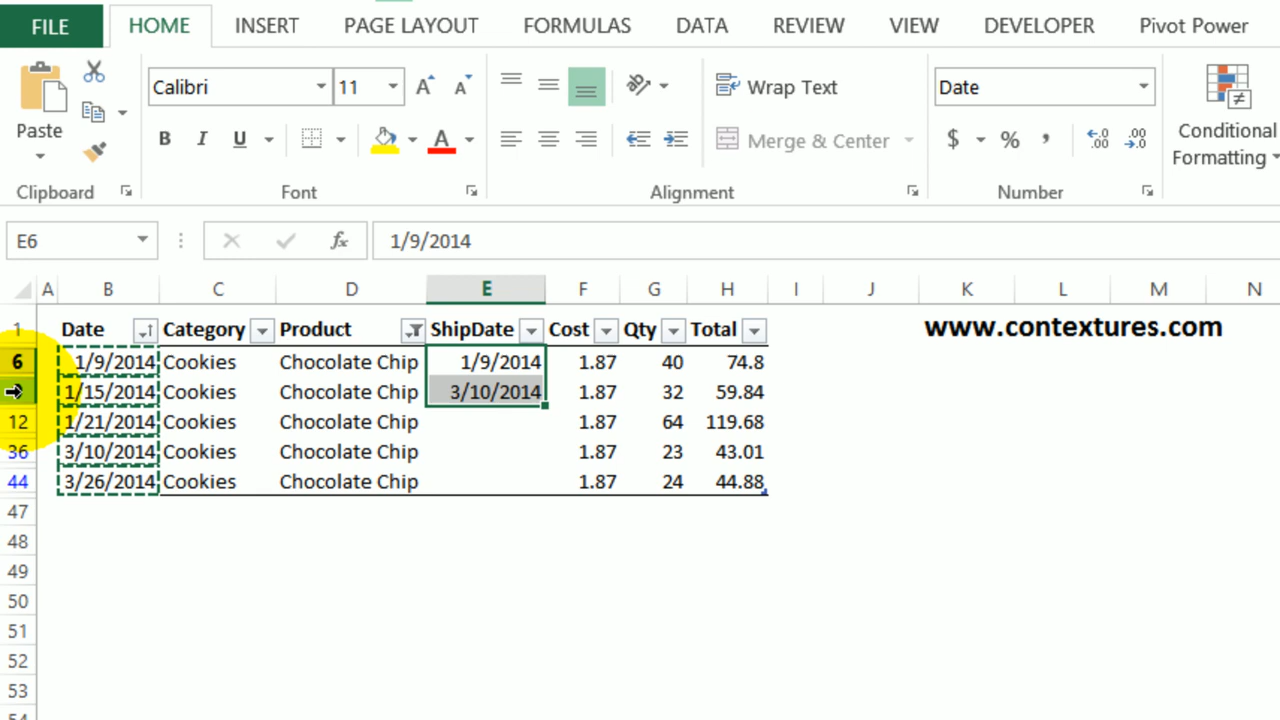 FILE HOME INSERT PAGE LAYOUT FORMULAS DATA REVIEW VIEW DEVELOPER Pivot Power
Calibri 11 A A Wrap Text Date
Paste B I U A Merge & Center $ % , .00 .0 Conditional
Formatting
Clipboard Font Alignment Number
E6 fx 1/9/2014
A B C D E F G H I J K L M N
1 Date Category Product ShipDate Cost Qty Total www.contextures.com
6 1/9/2014 Cookies Chocolate Chip 1/9/2014 1.87 40 74.8
1/15/2014 Cookies Chocolate Chip 3/10/2014 1.87 32 59.84
12 1/21/2014 Cookies Chocolate Chip 1.87 64 119.68
36 3/10/2014 Cookies Chocolate Chip 1.87 23 43.01
44 3/26/2014 Cookies Chocolate Chip 1.87 24 44.88
47
48
49
50
51
52
53
54